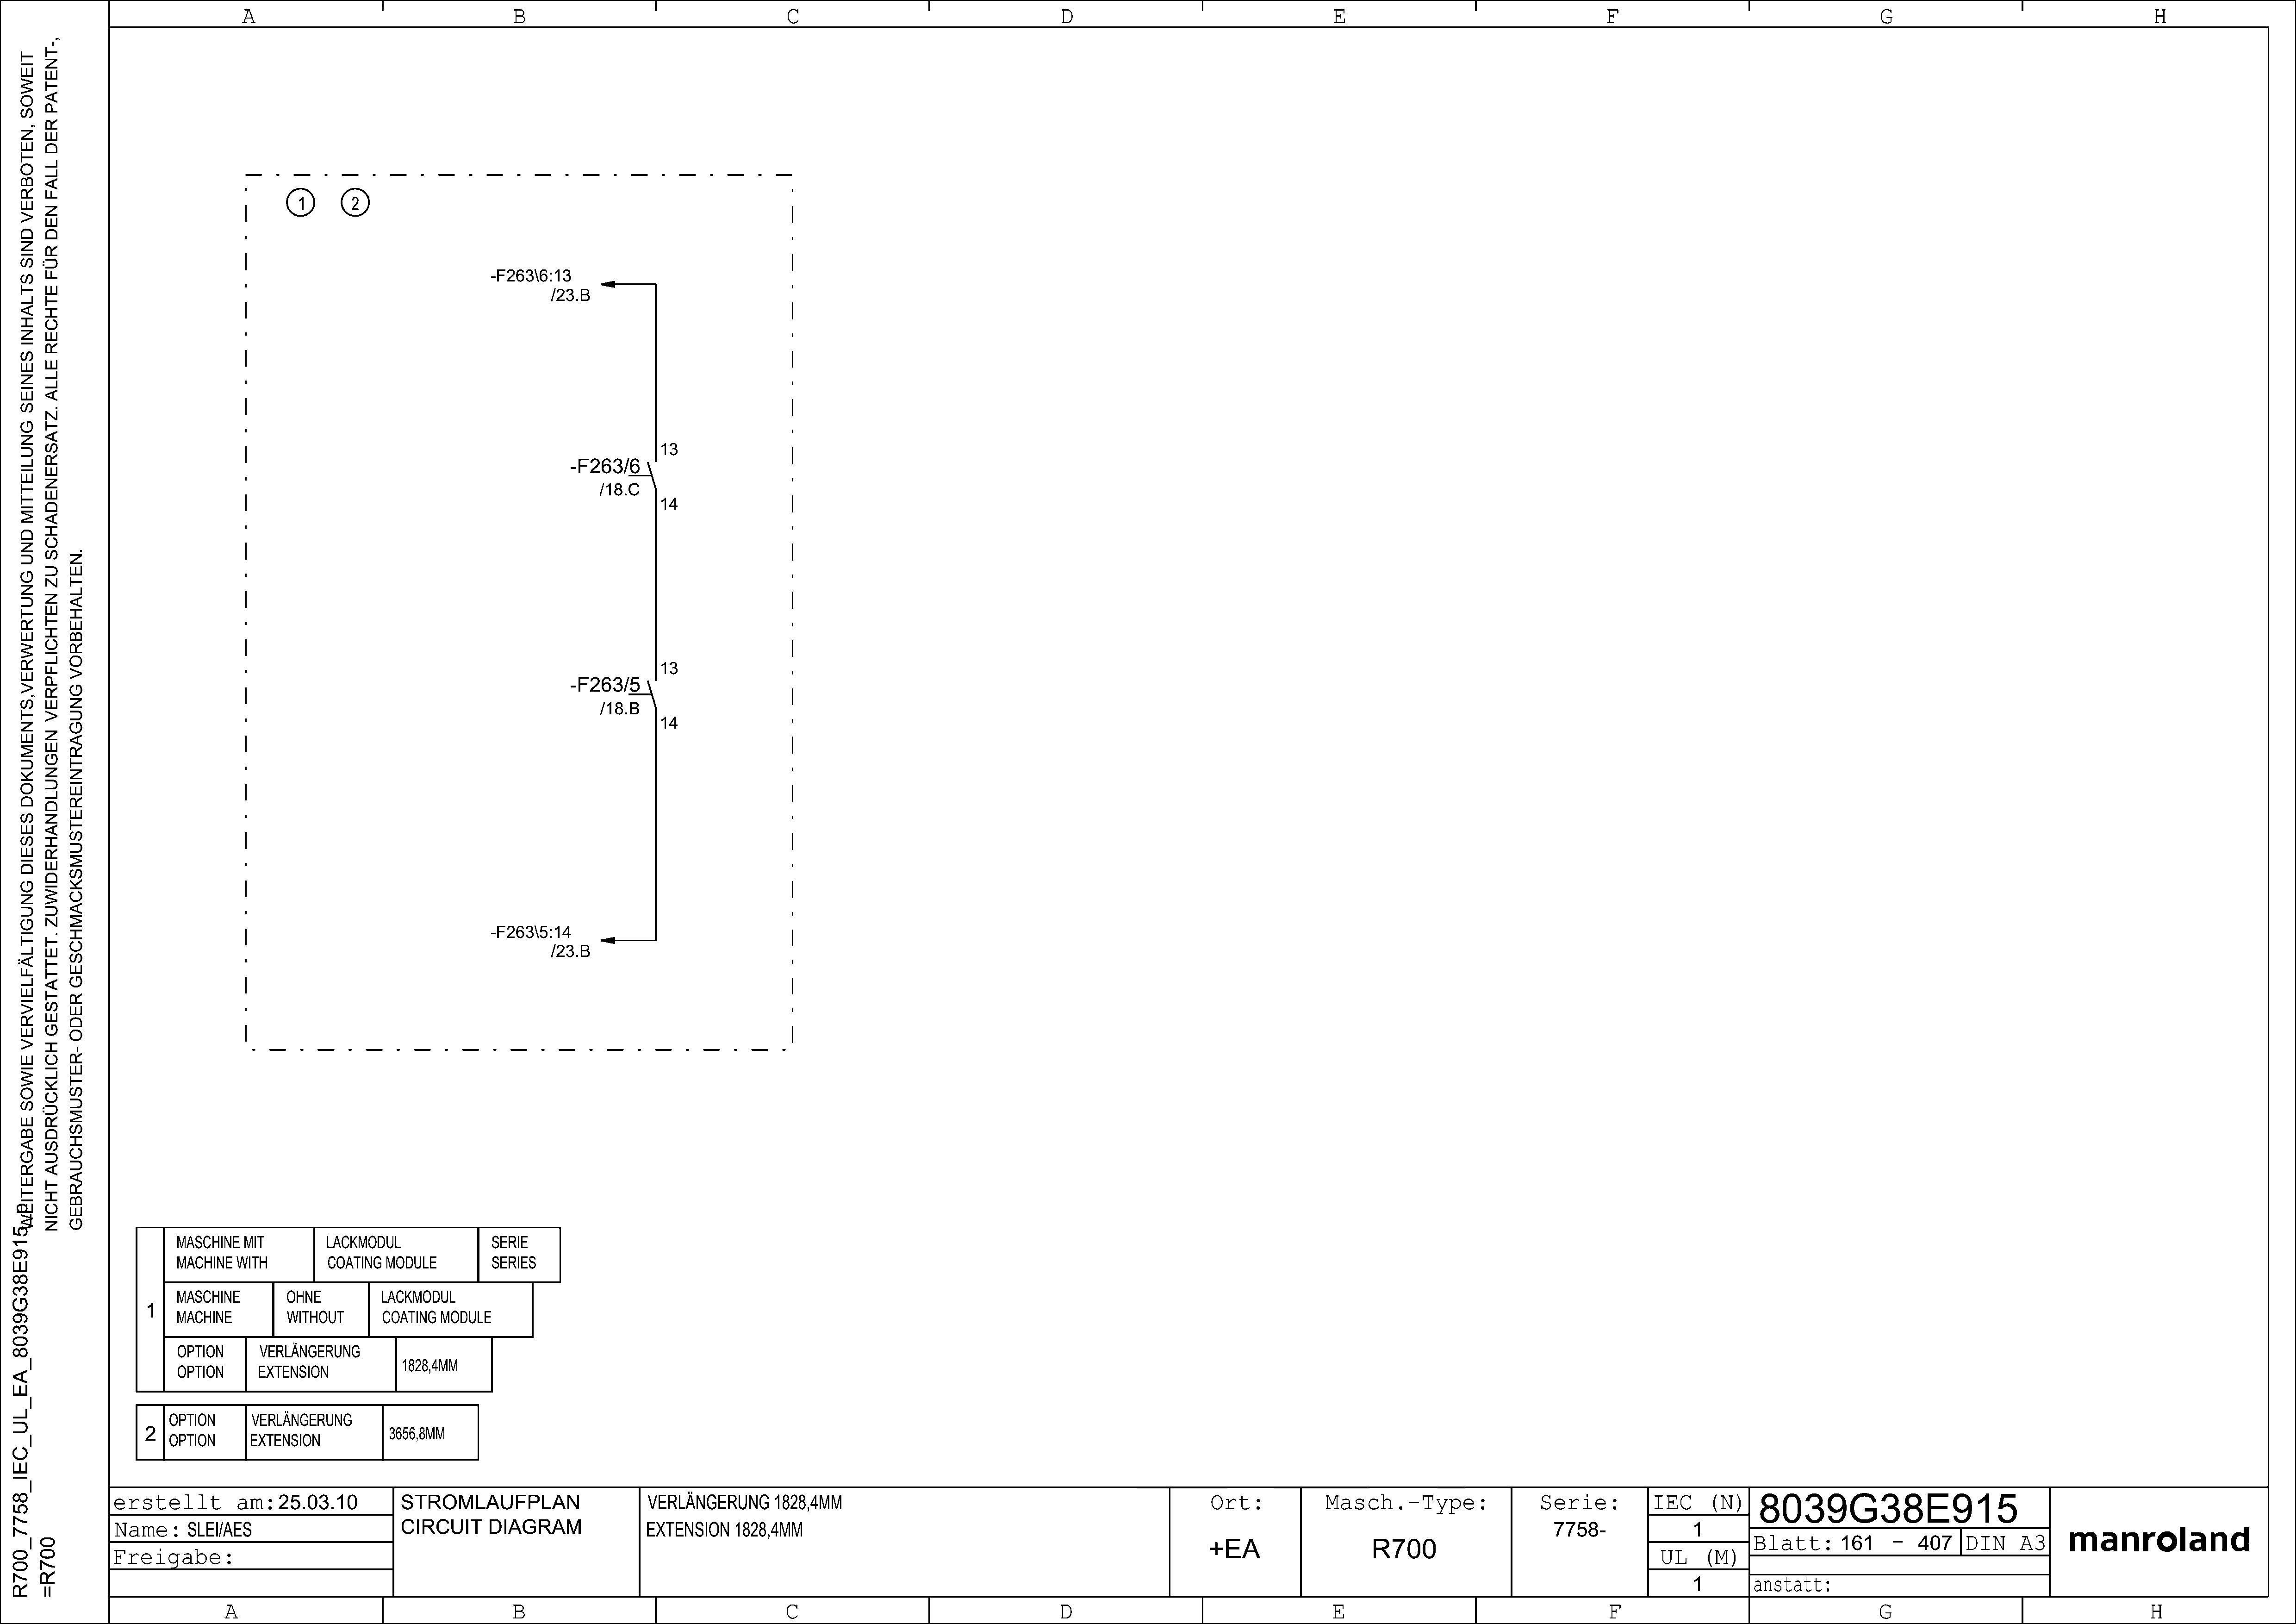 A B C D E F G H
WEITERGABE SOWIE VERVIELFÄLTIGUNG DIESES DOKUMENTS,VERWERTUNG UND MITTEILUNG SEINES INHALTS SIND VERBOTEN, SOWEIT
NICHT AUSDRÜCKLICH GESTATTET. ZUWIDERHANDLUNGEN VERPFLICHTEN ZU SCHADENERSATZ. ALLE RECHTE FÜR DEN FALL DER PATENT-,
GEBRAUCHSMUSTER- ODER GESCHMACKSMUSTEREINTRAGUNG VORBEHALTEN.
1 2
-F263\6:13
/23.B
13
-F263/6
/18.C
14
13
-F263/5
/18.B
14
-F263\5:14
/23.B
MASCHINE MIT LACKMODUL SERIE
MACHINE WITH COATING MODULE SERIES
1
MASCHINE OHNE LACKMODUL
MACHINE WITHOUT COATING MODULE
OPTION VERLÄNGERUNG
OPTION EXTENSION
1828,4MM
2
OPTION VERLÄNGERUNG
OPTION EXTENSION
3656,8MM
R700_7758_IEC_UL_EA_8039G38E915
=R700
erstellt am: 25.03.10
Name: SLEI/AES
Freigabe:
STROMLAUFPLAN
CIRCUIT DIAGRAM
VERLÄNGERUNG 1828,4MM
EXTENSION 1828,4MM
Ort:
+EA
Masch.-Type:
R700
Serie:
7758-
IEC (N)
1
UL (M)
1
8039G38E915
Blatt: 161 - 407 DIN A3
anstatt:
manroland
A B C D E F G H